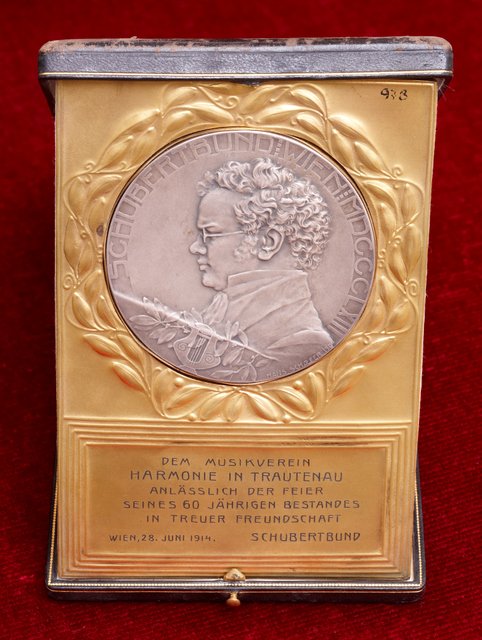 978
SCHUBERTBUND:WIEN:MDCCCLXIII
DEM MUSIKVEREIN
HARMONIE IN TRAUTENAU
ANLÄSSLICH DER FEIER
SEINES 60 JÄHRIGEN BESTANDES
IN TREUER FREUNDSCHAFT
WIEN, 28. JUNI 1914. SCHUBERTBUND